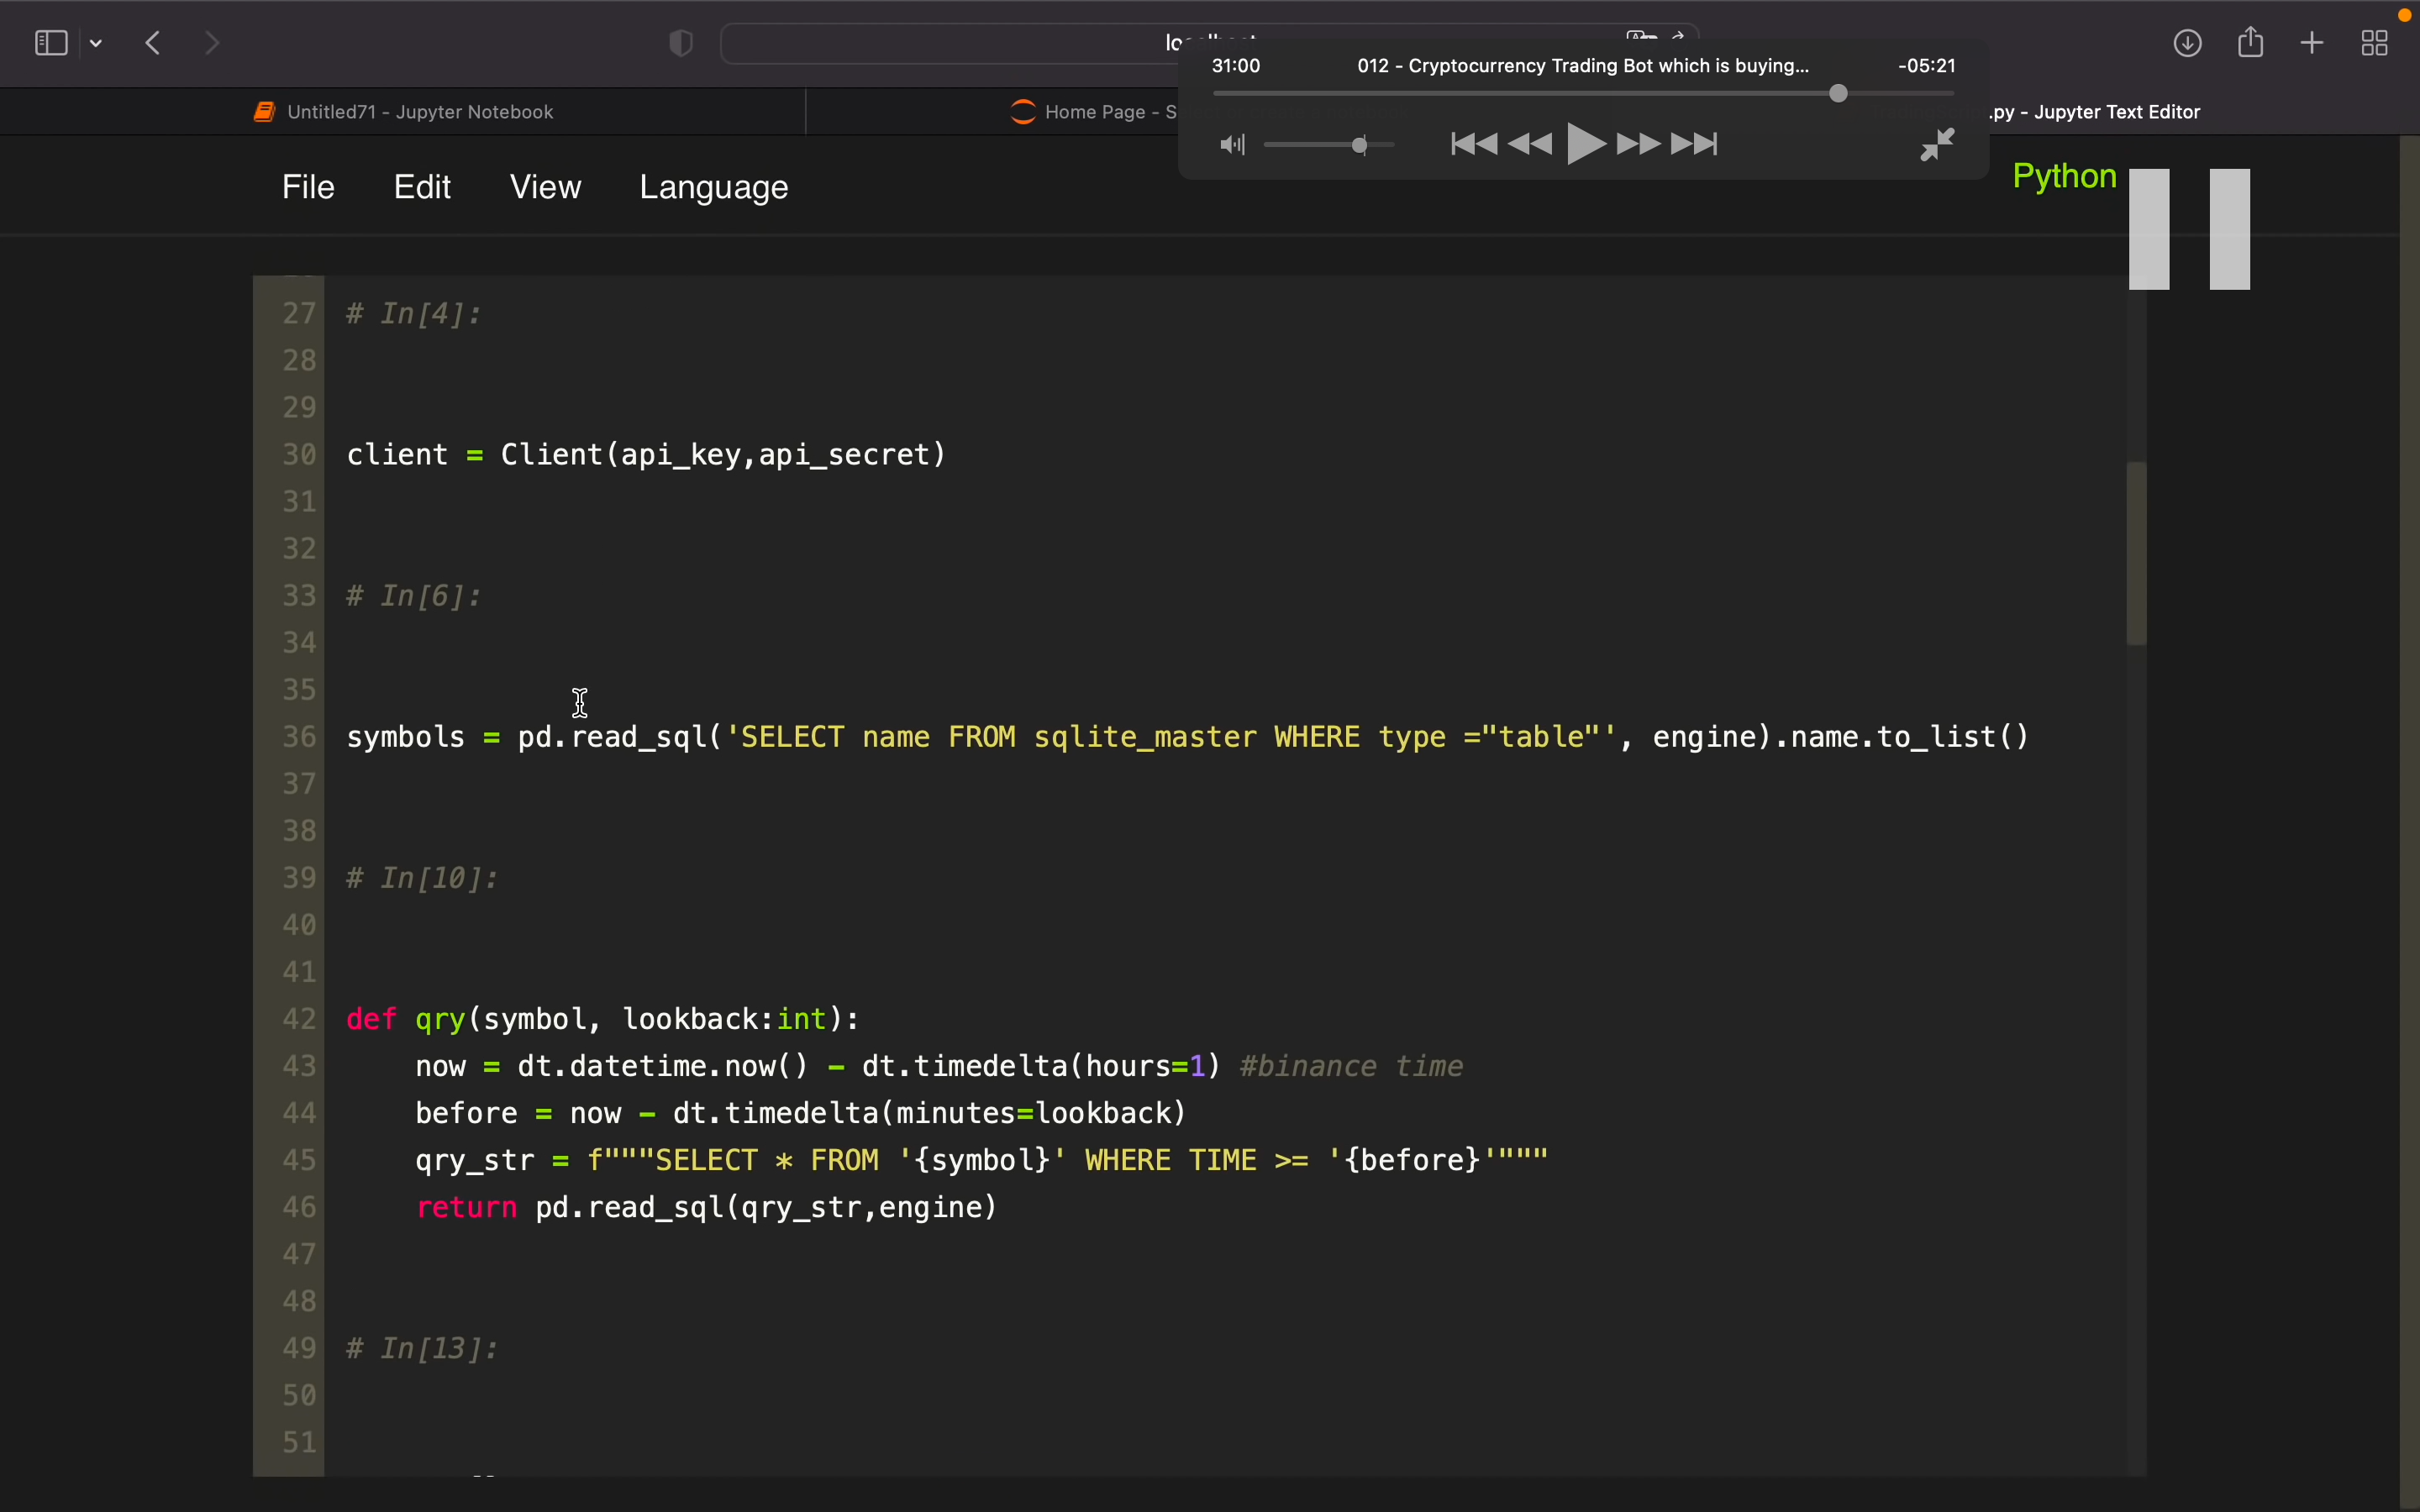 31:00 012 - Cryptocurrency Trading Bot which is buying... -05:21
Untitled71 - Jupyter Notebook Home Page - S .py - Jupyter Text Editor
File Edit View Language Python
27 # In[4]:
28
29
30 client = Client(api_key,api_secret)
31
32
33 # In[6]:
34
35
36 symbols = pd.read_sql('SELECT name FROM sqlite_master WHERE type ="table"', engine).name.to_list()
37
38
39 # In[10]:
40
41
42 def qry(symbol, lookback:int):
43 now = dt.datetime.now() - dt.timedelta(hours=1) #binance time
44 before = now - dt.timedelta(minutes=lookback)
45 qry_str = f"""SELECT * FROM '{symbol}' WHERE TIME >= '{before}'"""
46 return pd.read_sql(qry_str,engine)
47
48
49 # In[13]:
50
51